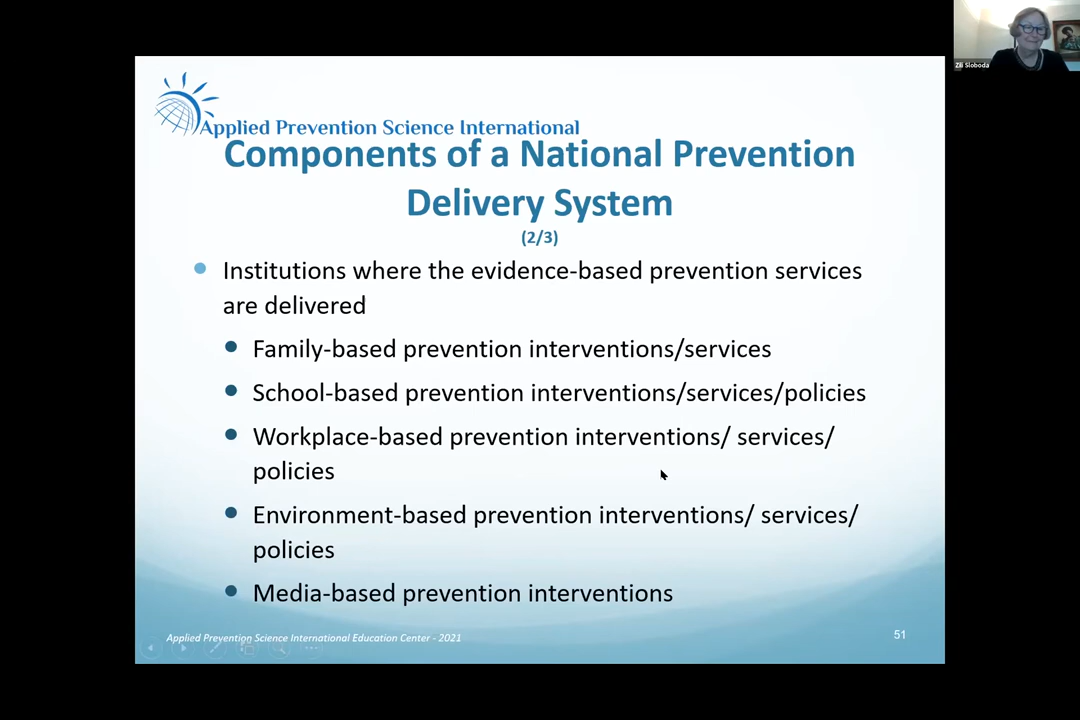 Zili Sloboda
Applied Prevention Science International
Components of a National Prevention
Delivery System
(2/3)
Institutions where the evidence-based prevention services
are delivered
Family-based prevention interventions/services
School-based prevention interventions/services/policies
Workplace-based prevention interventions/ services/
policies
Environment-based prevention interventions/ services/
policies
Media-based prevention interventions
Applied Prevention Science International Education Center - 2021
51